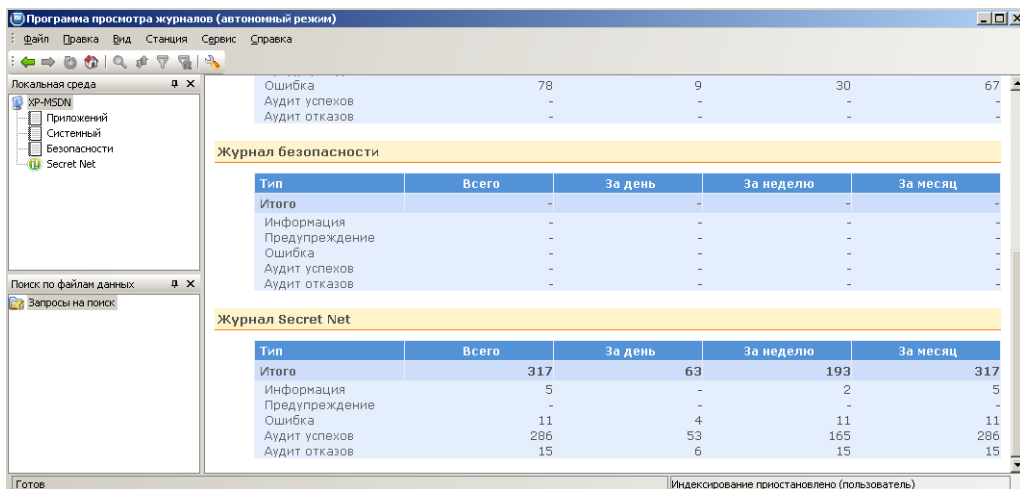 Программа просмотра журналов (автономный режим)
Файл Правка Вид Станция Сервис Справка
Локальная среда
XP-MSDN
Приложений
Системный
Безопасности
Secret Net
Поиск по файлам данных
Запросы на поиск
Ошибка 78 9 30 67
Аудит успехов - - - -
Аудит отказов - - - -
Журнал безопасности
Тип Всего За день За неделю За месяц
Итого - - - -
Информация - - - -
Предупреждение - - - -
Ошибка - - - -
Аудит успехов - - - -
Аудит отказов - - - -
Журнал Secret Net
Тип Всего За день За неделю За месяц
Итого 317 63 193 317
Информация 5 - 2 5
Предупреждение - - - -
Ошибка 11 4 11 11
Аудит успехов 286 53 165 286
Аудит отказов 15 6 15 15
Готов
Индексирование приостановлено (пользователь)